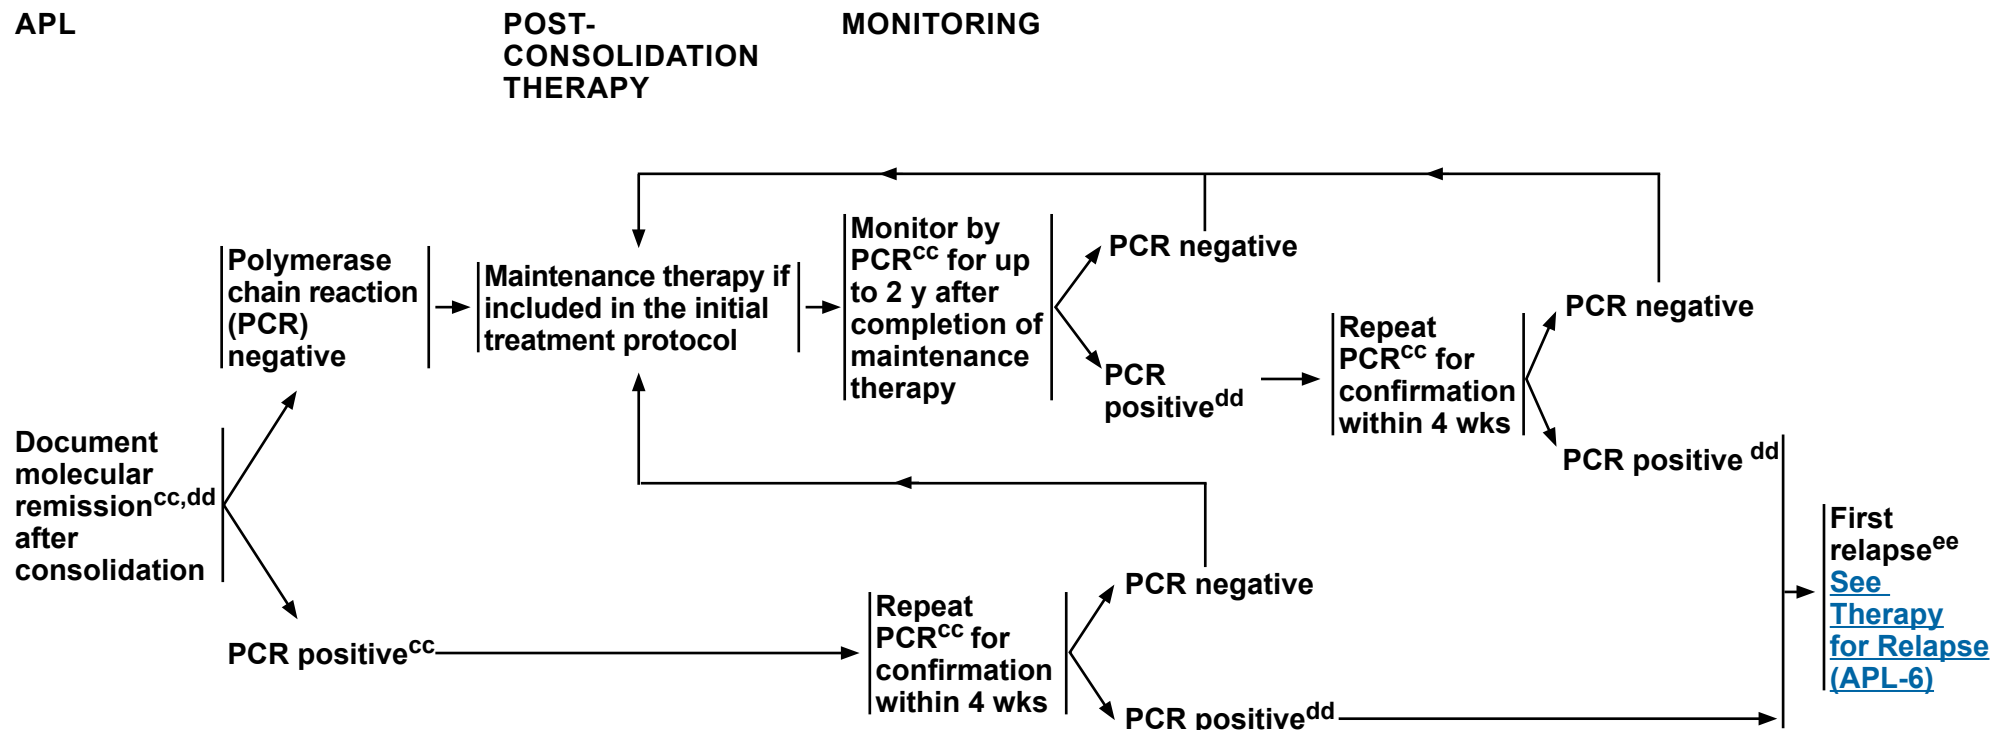 APL
POST-
CONSOLIDATION
THERAPY
MONITORING
Document
molecular
remissioncc,dd
after
consolidation
Polymerase
chain reaction
(PCR)
negative
PCR positivecc
Maintenance therapy if
included in the initial
treatment protocol
Monitor by
PCRcc for up
to 2 y after
completion of
maintenance
therapy
PCR negative
PCR
positivedd
Repeat
PCRcc for
confirmation
within 4 wks
PCR negative
PCR positive dd
Repeat
PCRcc for
confirmation
within 4 wks
PCR negative
PCR positivedd
First
relapseee
See
Therapy
for Relapse
(APL-6)